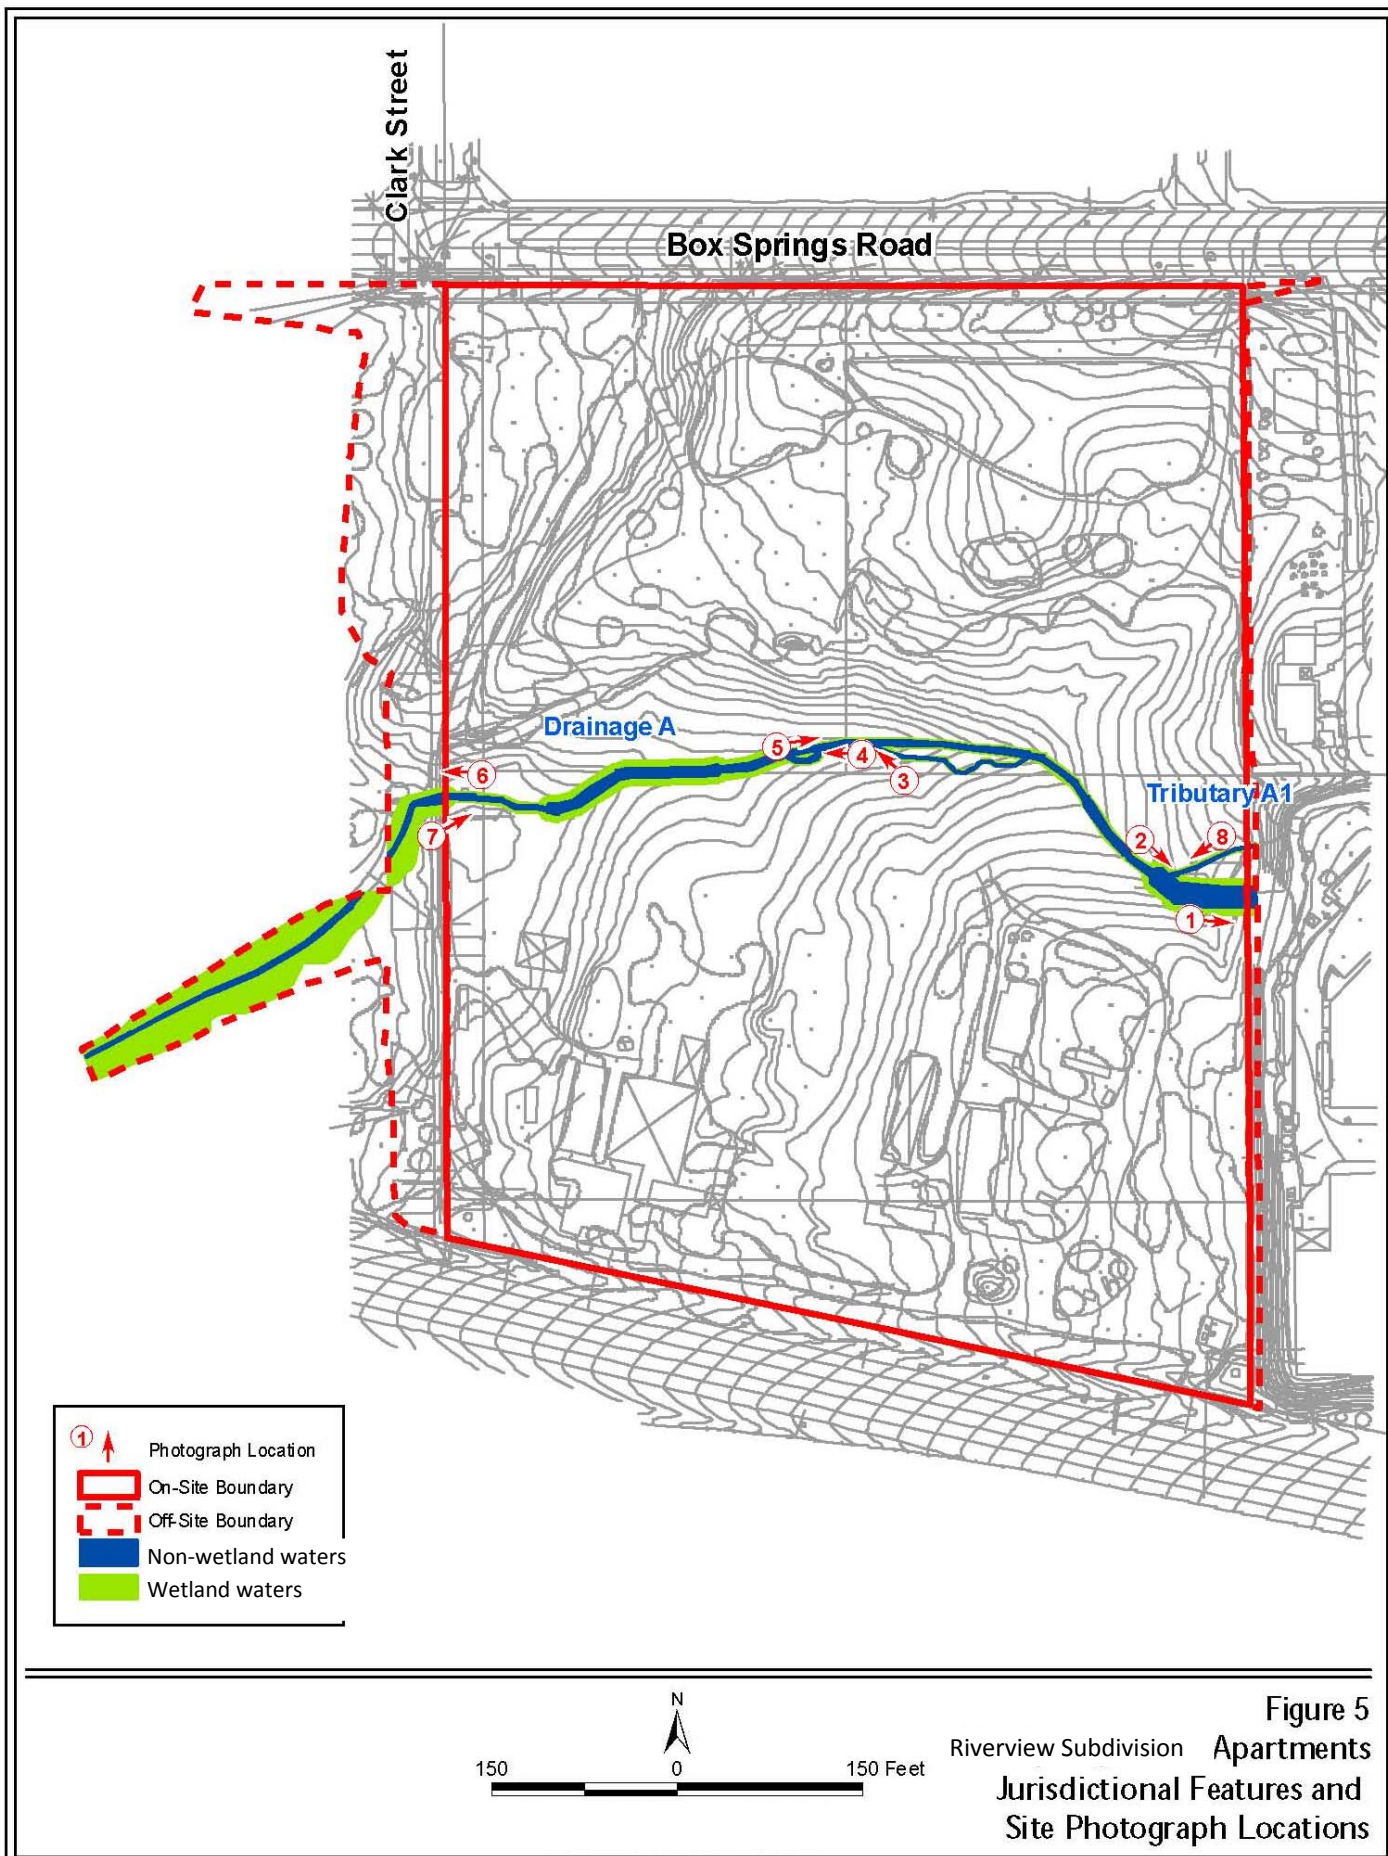 Clark Street
Box Springs Road
Drainage A
5
4
3
6
7
Tributary A1
2
8
1
1 Photograph Location
On-Site Boundary
Off-Site Boundary
Non-wetland waters
Wetland waters
N
150 0 150 Feet
Figure 5
Riverview Subdivision Apartments
Jurisdictional Features and
Site Photograph Locations